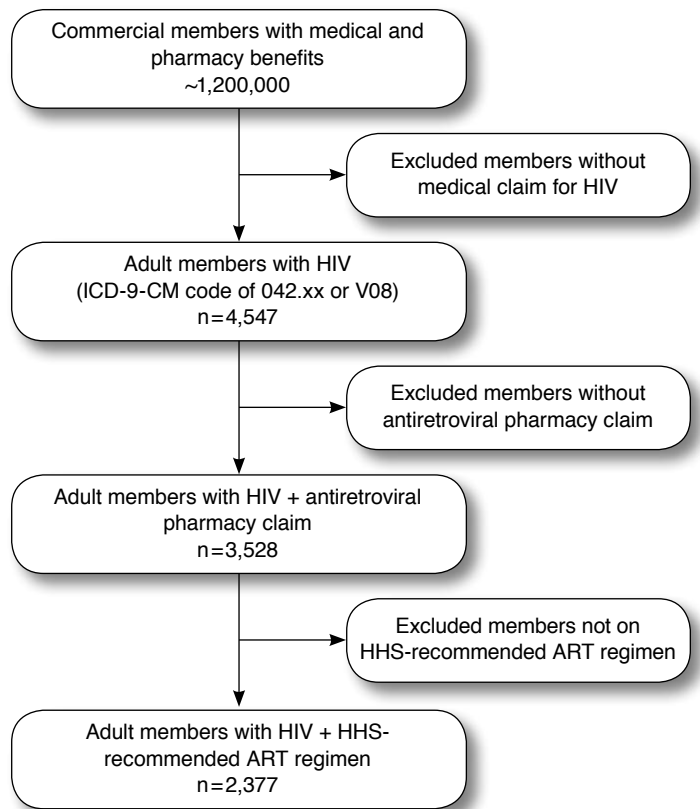 Commercial members with medical and
pharmacy benefits
~1,200,000
Excluded members without
medical claim for HIV
Adult members with HIV
(ICD-9-CM code of 042.xx or V08)
n=4,547
Excluded members without
antiretroviral pharmacy claim
Adult members with HIV + antiretroviral
pharmacy claim
n=3,528
Excluded members not on
HHS-recommended ART regimen
Adult members with HIV + HHS-
recommended ART regimen
n=2,377